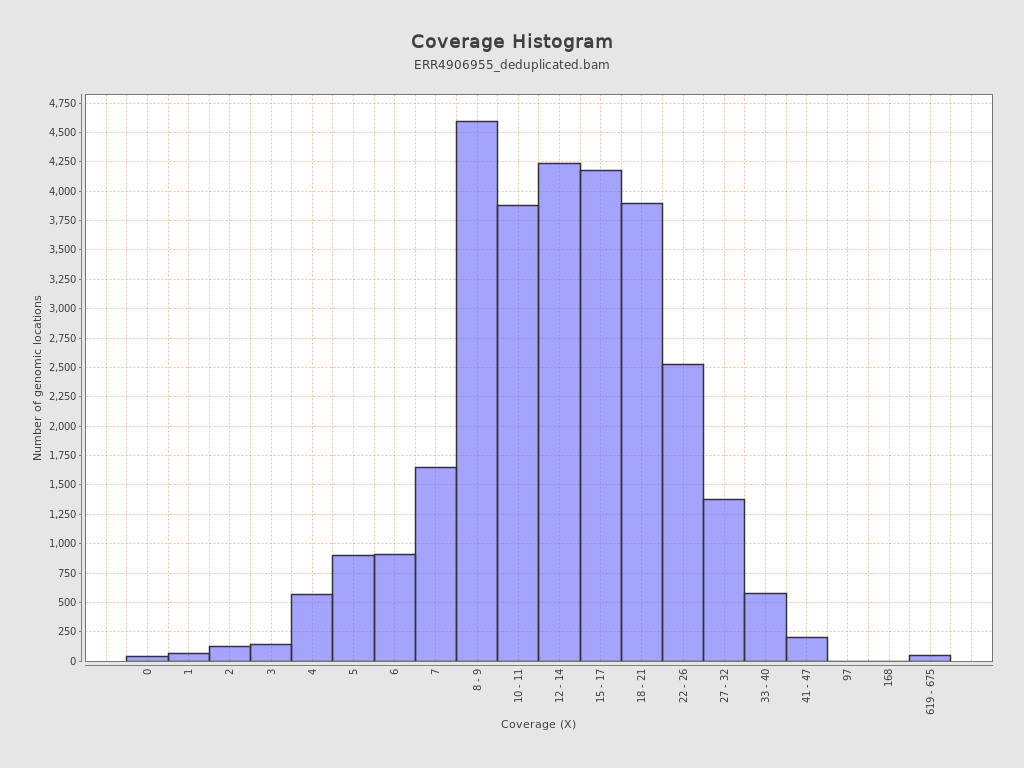 Coverage Histogram
ERR4906955_deduplicated.bam
4,750
4,500
4,250
4,000
3,750
3,500
3,250
3,000
2,750
2,500
2,250
2,000
1,750
1,500
1,250
1,000
750
500
250
0
Number of genomic locations
0
1
2
3
4
5
6
7
8 - 9
10 - 11
12 - 14
15 - 17
18 - 21
22 - 26
27 - 32
33 - 40
41 - 47
97
168
619 - 675
Coverage (X)